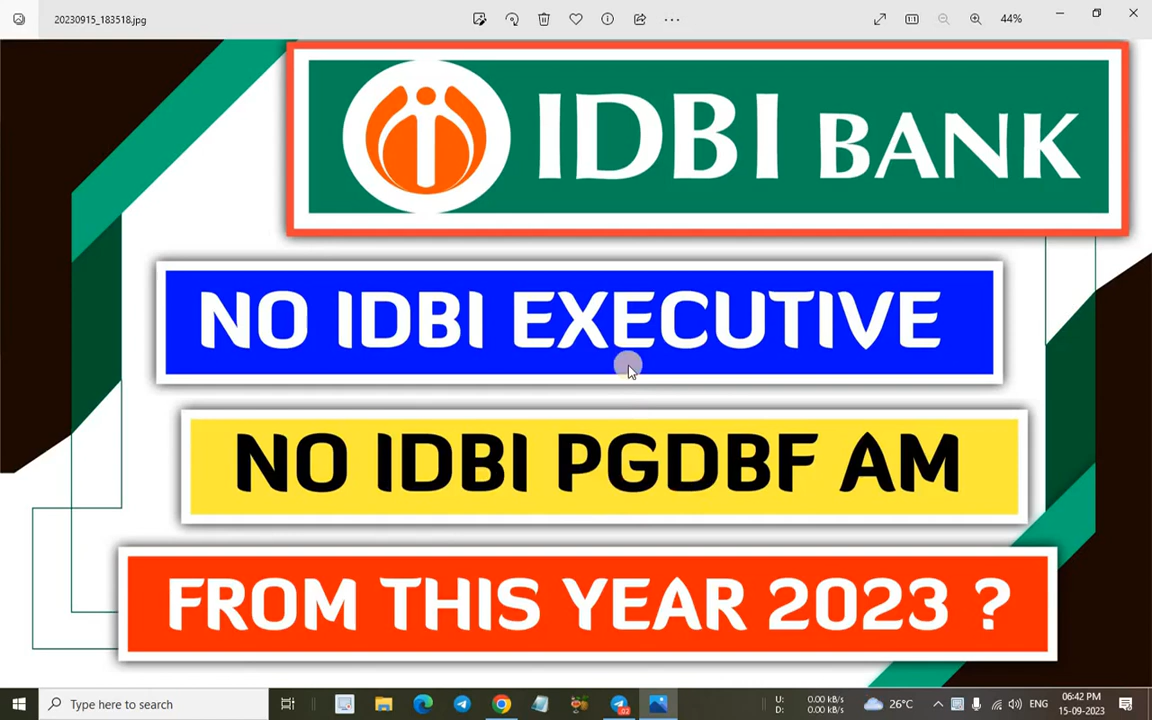 20230915_183518.jpg
44%
IDBI BANK
NO IDBI EXECUTIVE
NO IDBI PGDBF AM
FROM THIS YEAR 2023 ?
Type here to search
02
U: 0.00 kB/s
D: 0.00 kB/s
26°C
ENG
06:42 PM
15-09-2023